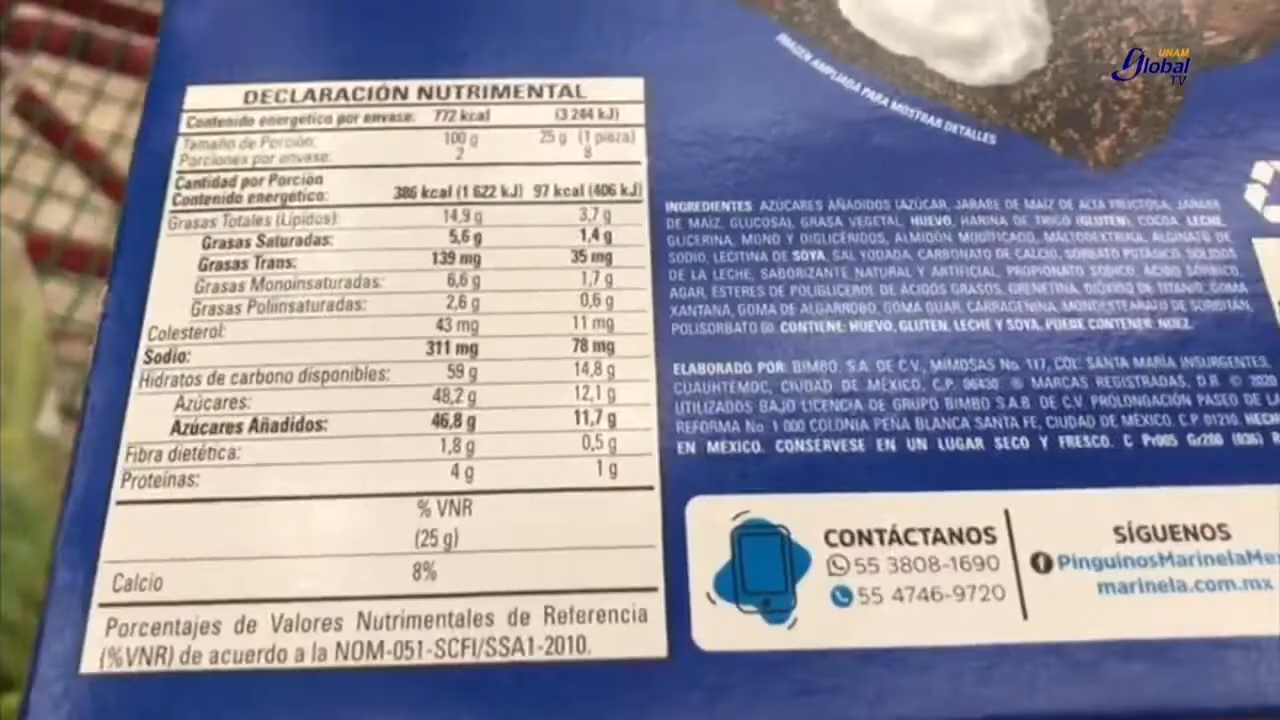 UNAM
Global
TV
IMAGEN AMPLIADA PARA MOSTRAR DETALLES
DECLARACIÓN NUTRIMENTAL
Contenido energético por envase: 772 kcal (3 244 kJ)
Tamaño de Porción: 100 g 25 g (1 pieza)
Porciones por envase: 2 8
Cantidad por Porción
Contenido energético: 386 kcal (1 622 kJ) 97 kcal (406 kJ)
Grasas Totales (Lípidos): 14,9 g 3,7 g
Grasas Saturadas: 5,6 g 1,4 g
Grasas Trans: 139 mg 35 mg
Grasas Monoinsaturadas: 6,6 g 1,7 g
Grasas Poliinsaturadas: 2,6 g 0,6 g
Colesterol: 43 mg 11 mg
Sodio: 311 mg 78 mg
Hidratos de carbono disponibles: 59 g 14,8 g
Azúcares: 48,2 g 12,1 g
Azúcares Añadidos: 46,8 g 11,7 g
Fibra dietética: 1,8 g 0,5 g
Proteínas: 4 g 1 g
% VNR
(25 g)
Calcio 8%
Porcentajes de Valores Nutrimentales de Referencia
(%VNR) de acuerdo a la NOM-051-SCFI/SSA1-2010.
INGREDIENTES: AZÚCARES AÑADIDOS (AZÚCAR, JARABE DE MAÍZ DE ALTA FRUCTOSA, JARABE
DE MAÍZ, GLUCOSA), GRASA VEGETAL, HUEVO, HARINA DE TRIGO (GLUTEN), COCOA, LECHE,
GLICERINA, MONO Y DIGLICÉRIDOS, ALMIDÓN MODIFICADO, MALTODEXTRINA, ALGINATO DE
SODIO, LECITINA DE SOYA, SAL YODADA, CARBONATO DE CALCIO, SORBATO POTÁSICO, SÓLIDOS
DE LA LECHE, SABORIZANTE NATURAL Y ARTIFICIAL, PROPIONATO SÓDICO, ÁCIDO SÓRBICO,
AGAR, ÉSTERES DE POLIGLICEROL DE ÁCIDOS GRASOS, GRENETINA, DIÓXIDO DE TITANIO, GOMA
XANTANA, GOMA DE ALGARROBO, GOMA GUAR, CARRAGENINA, MONOESTEARATO DE SORBITÁN,
POLISORBATO 60. CONTIENE: HUEVO, GLUTEN, LECHE Y SOYA. PUEDE CONTENER: NUEZ.
ELABORADO POR: BIMBO, S.A. DE C.V., MIMOSAS No. 117, COL. SANTA MARÍA INSURGENTES,
CUAUHTÉMOC, CIUDAD DE MÉXICO, C.P. 06430. ® MARCAS REGISTRADAS, D.R. © 2020
UTILIZADOS BAJO LICENCIA DE GRUPO BIMBO S.A.B. DE C.V. PROLONGACIÓN PASEO DE LA
REFORMA No. 1 000 COLONIA PEÑA BLANCA SANTA FE, CIUDAD DE MÉXICO. C.P. 01210. HECH
EN MÉXICO. CONSÉRVESE EN UN LUGAR SECO Y FRESCO. C Pr005 Gr200 (036)
CONTÁCTANOS
55 3808-1690
55 4746-9720
SÍGUENOS
PinguinosMarinelaMex
marinela.com.mx